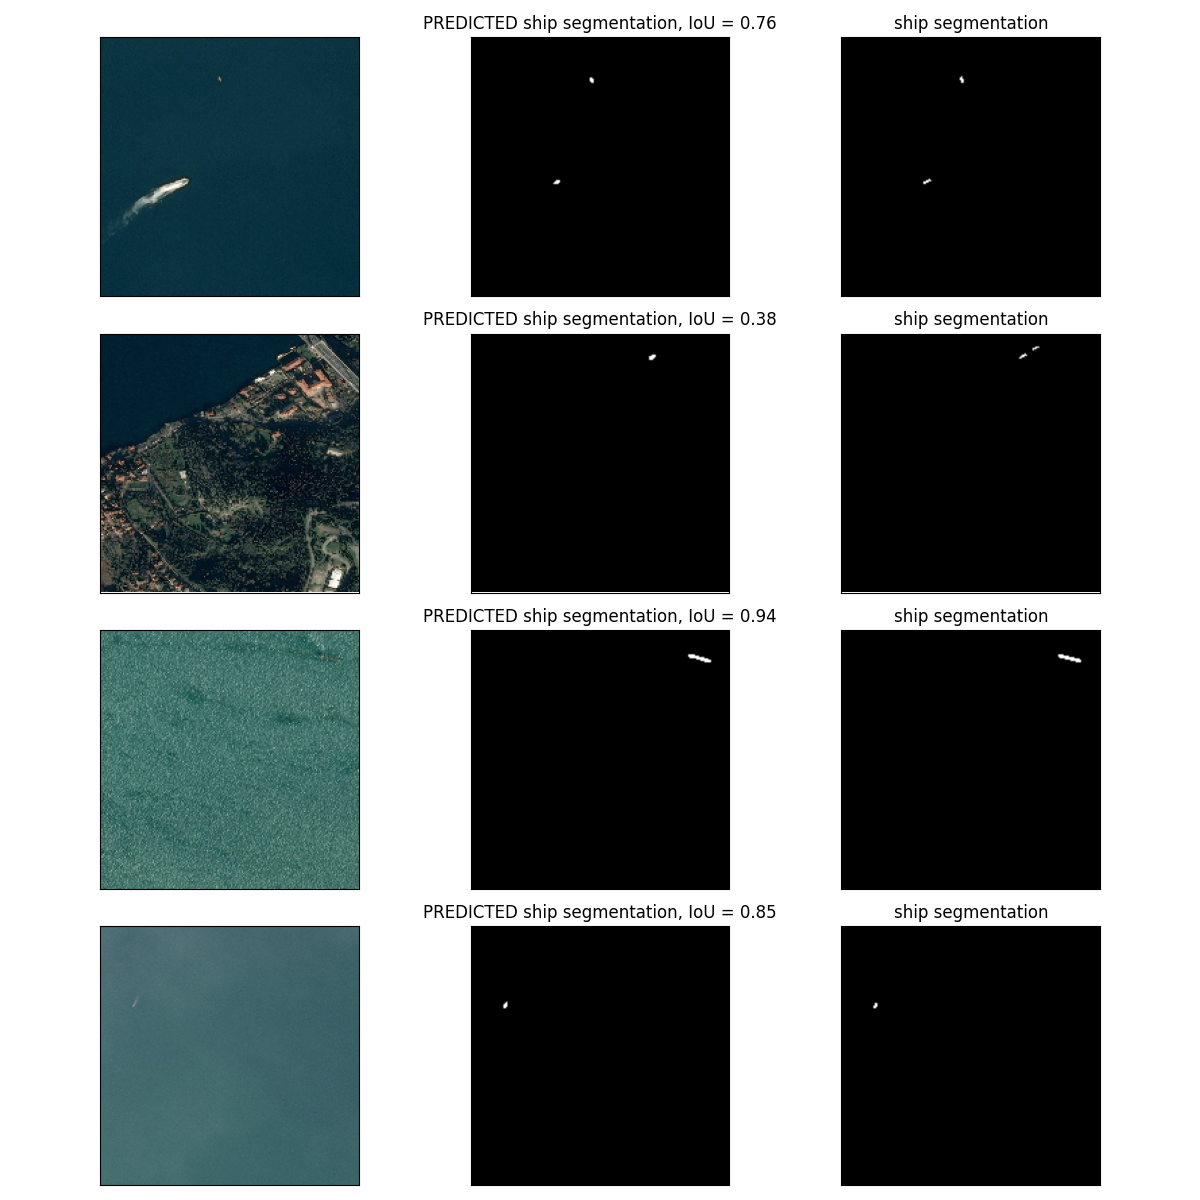 PREDICTED ship segmentation, IoU = 0.76
ship segmentation
PREDICTED ship segmentation, IoU = 0.38
ship segmentation
PREDICTED ship segmentation, IoU = 0.94
ship segmentation
PREDICTED ship segmentation, IoU = 0.85
ship segmentation